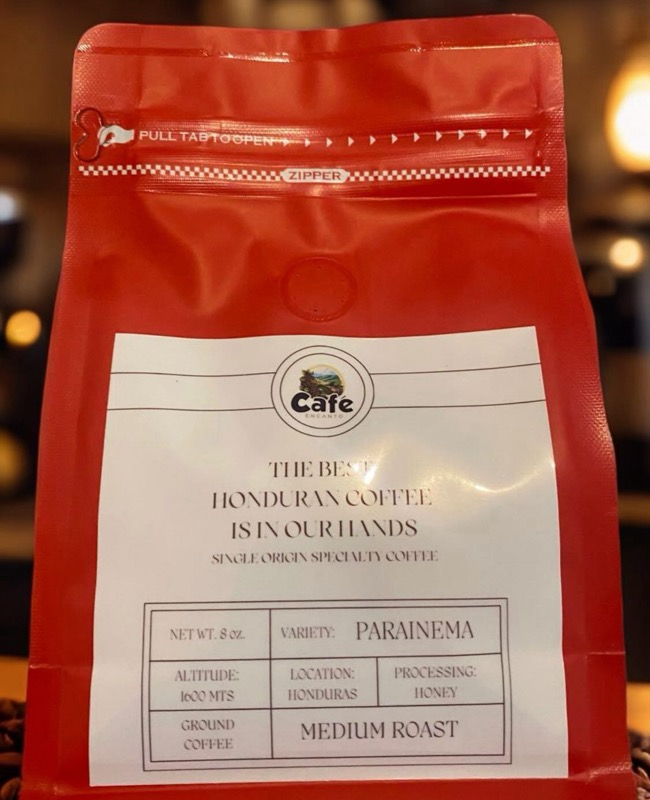 PULL TAB TO OPEN
ZIPPER
Café
ENCANTO
THE BEST
HONDURAN COFFEE
IS IN OUR HANDS
SINGLE ORIGIN SPECIALTY COFFEE
NET WT. 8 oz.
VARIETY: PARAINEMA
ALTITUDE:
1600 MTS
LOCATION:
HONDURAS
PROCESSING:
HONEY
GROUND
COFFEE
MEDIUM ROAST